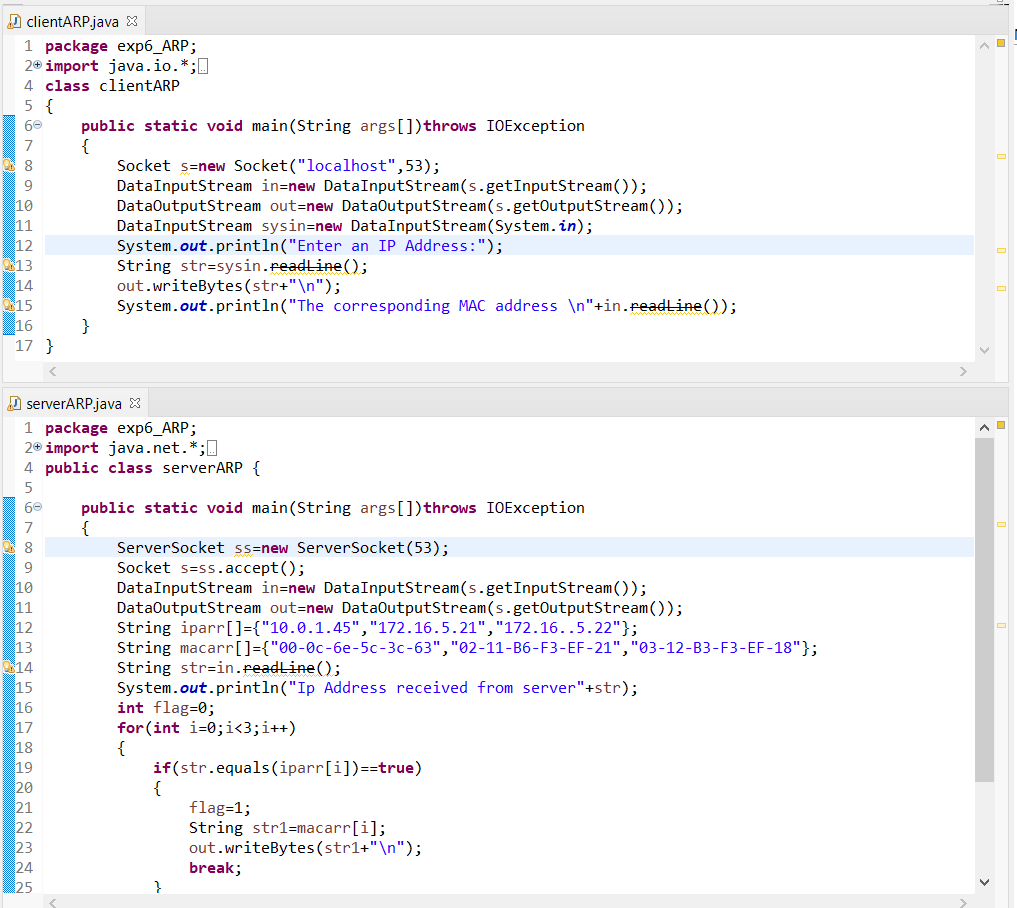 clientARP.java
1 package exp6_ARP;
2 import java.io.*;
4 class clientARP
5 {
6 public static void main(String args[])throws IOException
7 {
8 Socket s=new Socket("localhost",53);
9 DataInputStream in=new DataInputStream(s.getInputStream());
10 DataOutputStream out=new DataOutputStream(s.getOutputStream());
11 DataInputStream sysin=new DataInputStream(System.in);
12 System.out.println("Enter an IP Address:");
13 String str=sysin.readLine();
14 out.writeBytes(str+"\n");
15 System.out.println("The corresponding MAC address \n"+in.readLine());
16 }
17 }
serverARP.java
1 package exp6_ARP;
2 import java.net.*;
4 public class serverARP {
5
6 public static void main(String args[])throws IOException
7 {
8 ServerSocket ss=new ServerSocket(53);
9 Socket s=ss.accept();
10 DataInputStream in=new DataInputStream(s.getInputStream());
11 DataOutputStream out=new DataOutputStream(s.getOutputStream());
12 String iparr[]={"10.0.1.45","172.16.5.21","172.16..5.22"};
13 String macarr[]={"00-0c-6e-5c-3c-63","02-11-B6-F3-EF-21","03-12-B3-F3-EF-18"};
14 String str=in.readLine();
15 System.out.println("Ip Address received from server"+str);
16 int flag=0;
17 for(int i=0;i<3;i++)
18 {
19 if(str.equals(iparr[i])==true)
20 {
21 flag=1;
22 String str1=macarr[i];
23 out.writeBytes(str1+"\n");
24 break;
25 }